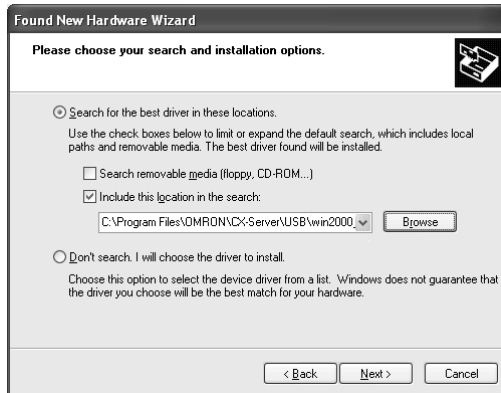 Found New Hardware Wizard
Please choose your search and installation options.
Search for the best driver in these locations.
Use the check boxes below to limit or expand the default search, which includes local
paths and removable media. The best driver found will be installed.
Search removable media (floppy, CD-ROM...)
Include this location in the search:
C:\Program Files\OMRON\CX-Server\USB\win2000_
Browse
Don't search. I will choose the driver to install.
Choose this option to select the device driver from a list. Windows does not guarantee that
the driver you choose will be the best match for your hardware.
< Back
Next >
Cancel